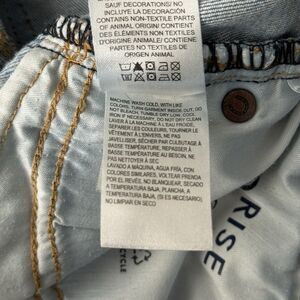 SAUF DECORATIONS/ NO
INCLUYE LA DECORACIÓN
CONTAINS NON-TEXTILE PARTS
OF ANIMAL ORIGIN/ CONTIENT
DES ÉLÉMENTS NON TEXTILES
D'ORIGINE ANIMALE/ CONTIENE
PARTES NO TEXTILES DE
ORIGEN ANIMAL
MACHINE WASH COLD, WITH LIKE
COLORS, TURN GARMENT INSIDE OUT, DO
NOT BLEACH, TUMBLE DRY LOW, COOL
IRON (IF NEEDED), DO NOT DRY CLEAN
LAVER À LA MACHINE À L'EAU FROIDE,
SÉPARER LES COULEURS, TOURNER LE
VÊTEMENT À L'ENVERS, NE PAS
JAVELLISER, SÉCHER PAR CULBUTAGE À
BASSE TEMPÉRATURE, REPASSER À
BASSE TEMPÉRATURE AU BESOIN, NE
PAS NETTOYER À SEC
LAVADO A MÁQUINA, AGUA FRÍA, CON
COLORES SIMILARES, VOLTEAR PRENDA
POR EL REVÉS, NO BLANQUEAR, SECADO
A TEMPERATURA BAJA, PLANCHA, A
TEMPERATURA BAJA (SI ES NECESARIO),
NO LIMPIAR EN SECO
RISE
CYCLE